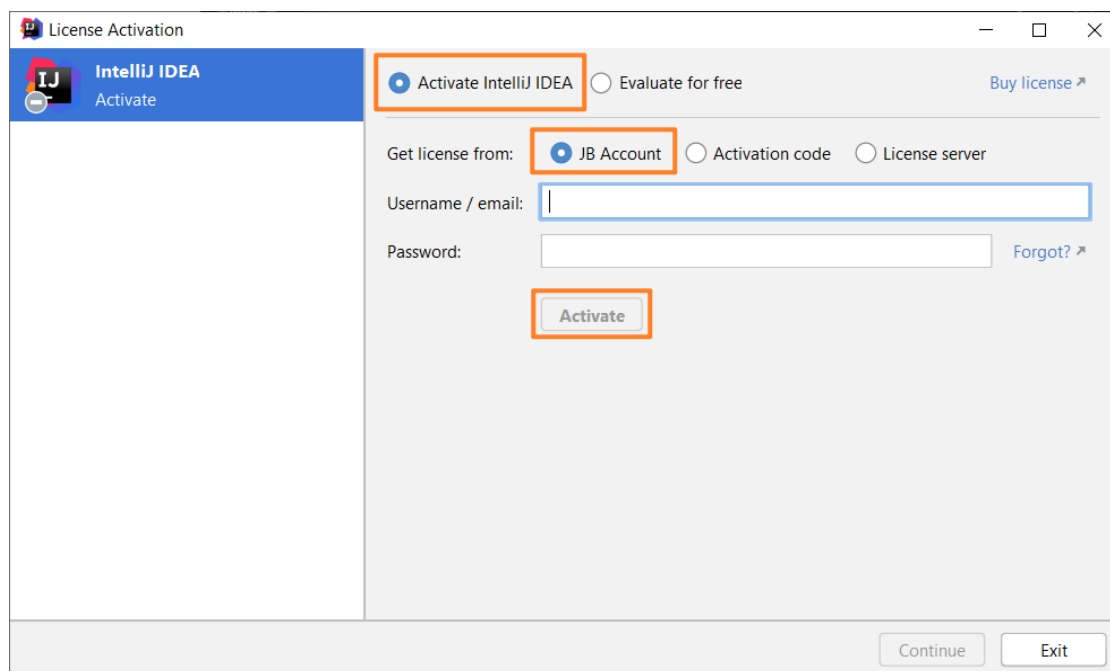 License Activation
IntelliJ IDEA
Activate
Activate IntelliJ IDEA Evaluate for free Buy license
Get license from: JB Account Activation code License server
Username / email:
Password: Forgot?
Activate
Continue Exit